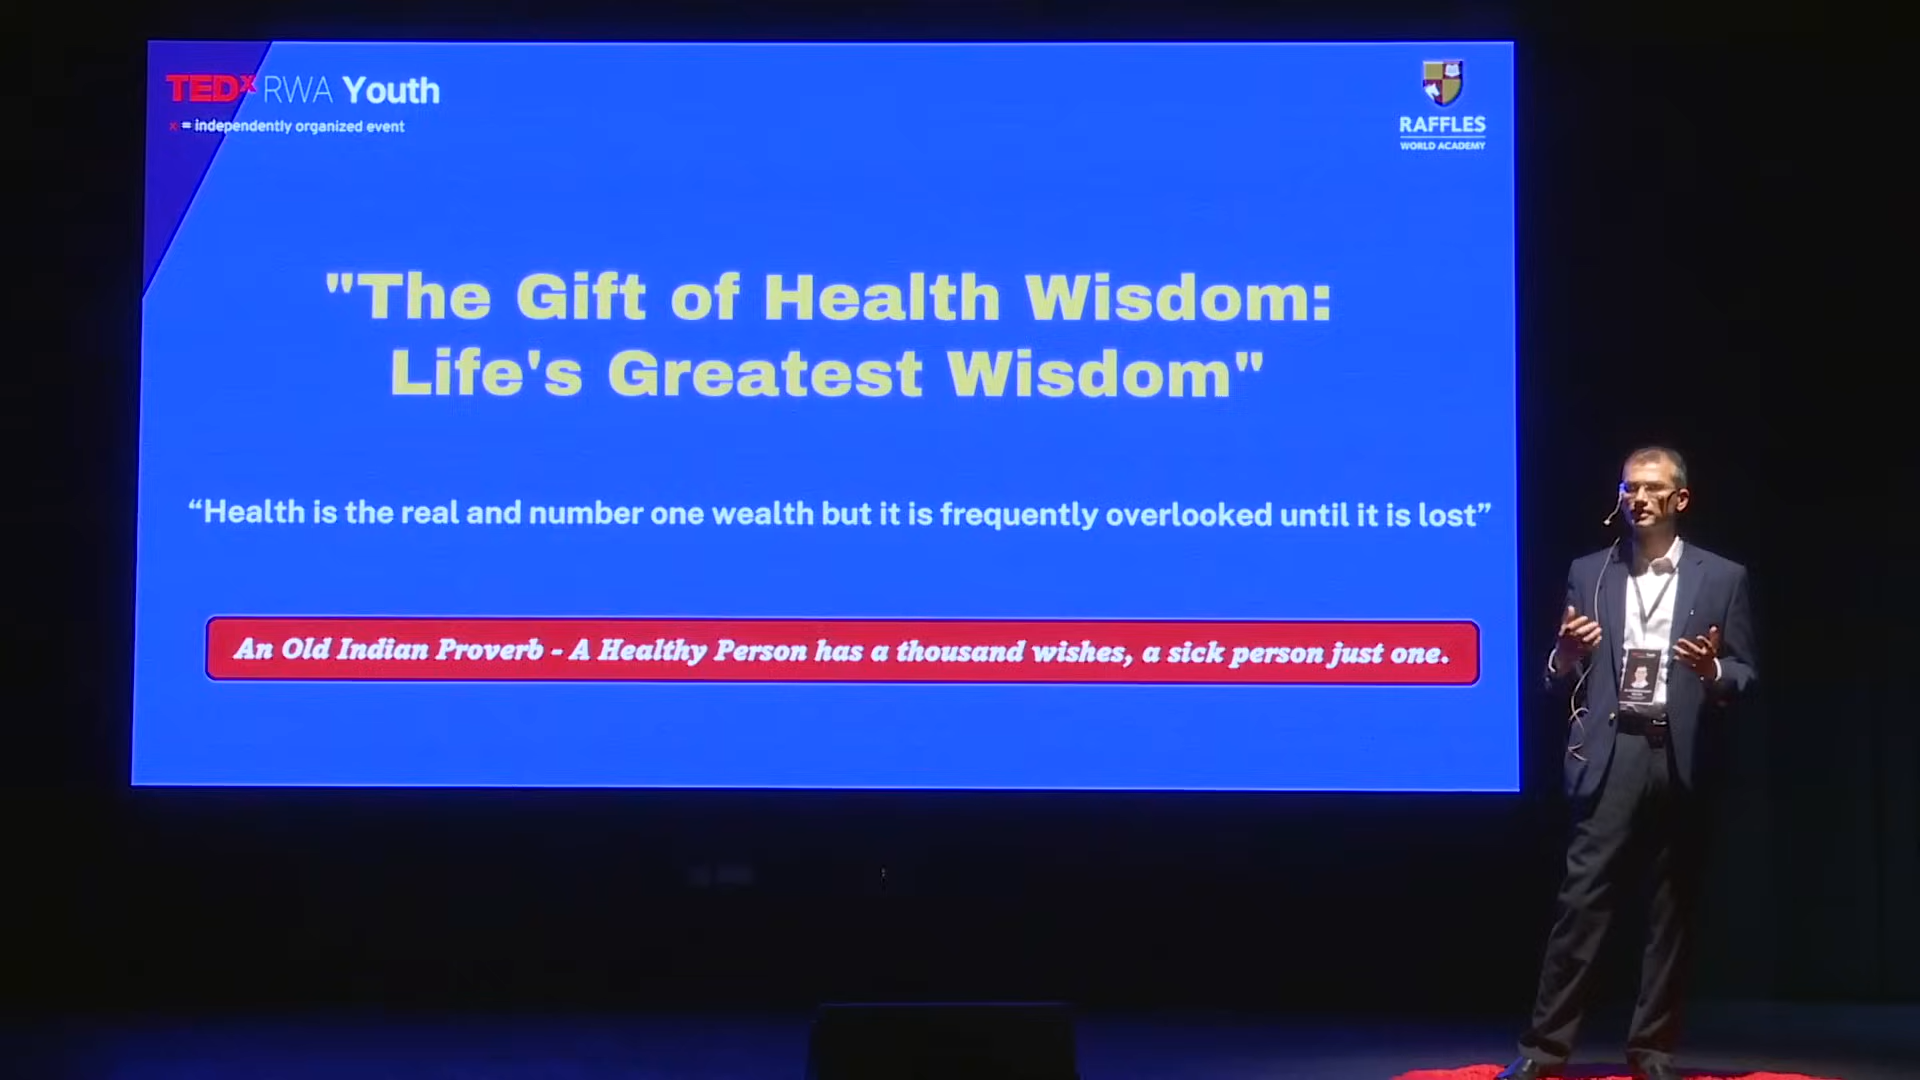 TEDx RWA Youth
x = independently organized event
RAFFLES
WORLD ACADEMY
"The Gift of Health Wisdom:
Life's Greatest Wisdom"
“Health is the real and number one wealth but it is frequently overlooked until it is lost”
An Old Indian Proverb - A Healthy Person has a thousand wishes, a sick person just one.